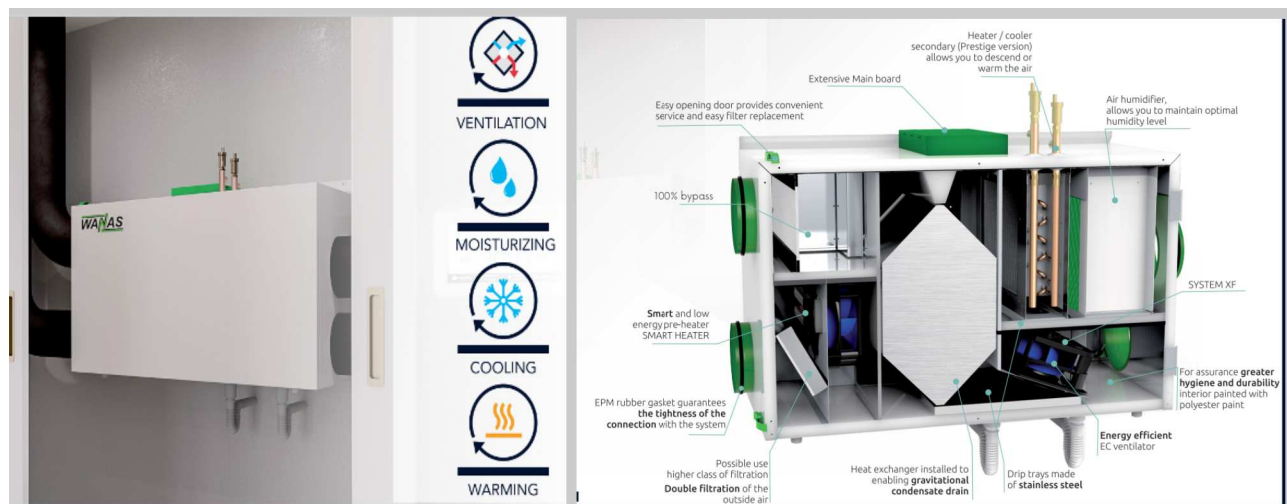 WANAS
VENTILATION
MOISTURIZING
COOLING
WARMING
Heater / cooler
secondary (Prestige version)
allows you to descend or
warm the air
Extensive Main board
Easy opening door provides convenient
service and easy filter replacement
Air humidifier,
allows you to maintain optimal
humidity level
100% bypass
SYSTEM XF
Smart and low
energy pre-heater
SMART HEATER
EPM rubber gasket guarantees
the tightness of the
connection with the system
For assurance greater
hygiene and durability
interior painted with
polyester paint
Energy efficient
EC ventilator
Possible use
higher class of filtration
Double filtration of the
outside air
Heat exchanger installed to
enabling gravitational
condensate drain
Drip trays made
of stainless steel